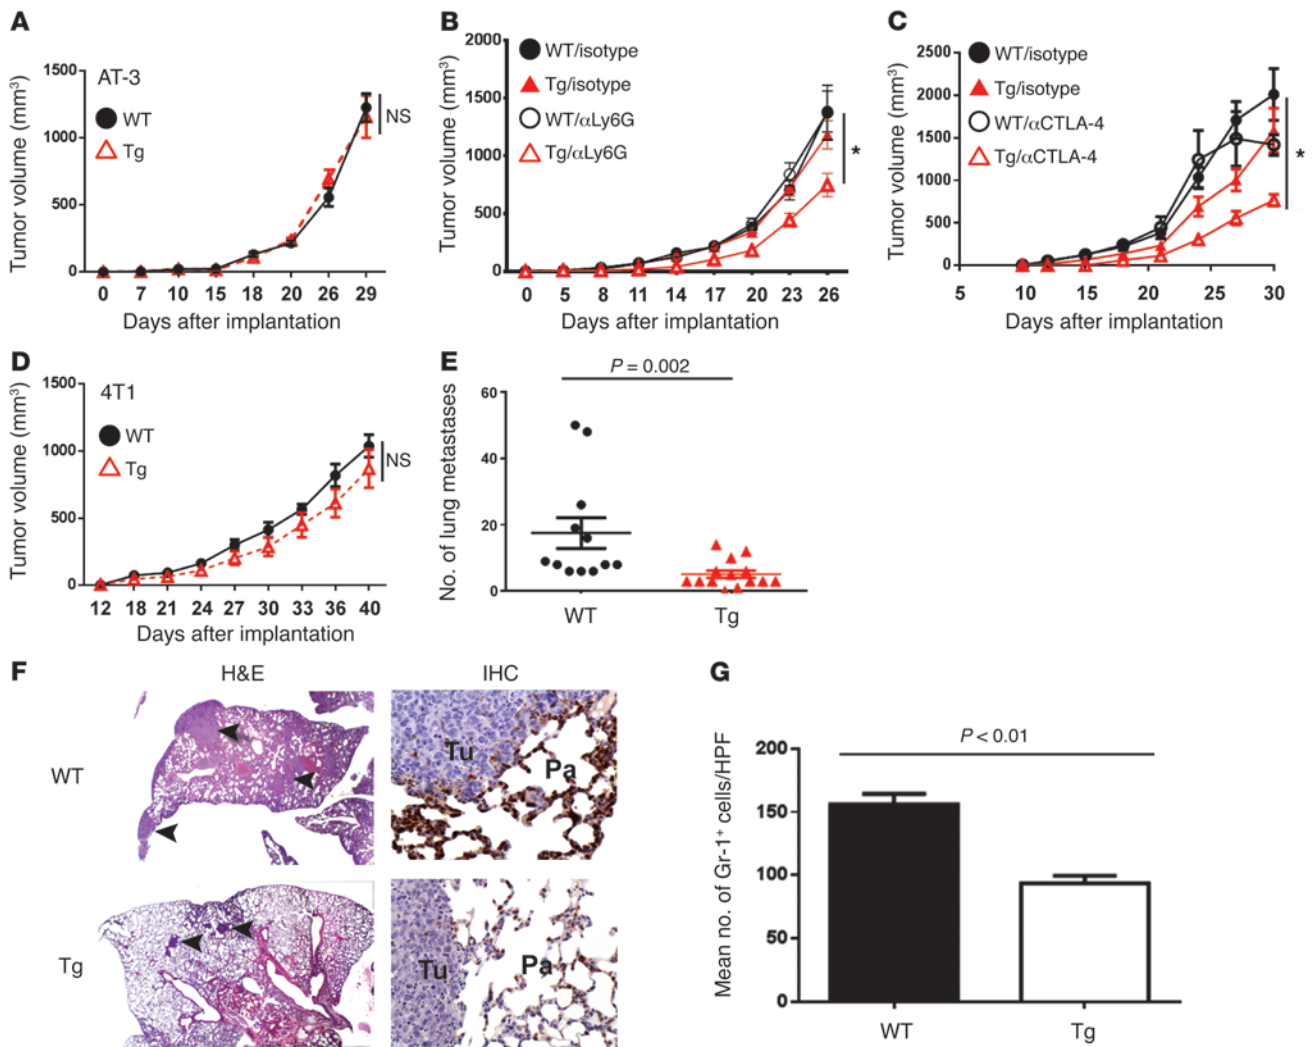 A
AT-3
WT
Tg
NS
Tumor volume (mm³)
1500
1000
500
0
0 7 10 15 18 20 26 29
Days after implantation
B
WT/isotype
Tg/isotype
WT/αLy6G
Tg/αLy6G
*
Tumor volume (mm³)
2000
1500
1000
500
0
0 5 8 11 14 17 20 23 26
Days after implantation
C
WT/isotype
Tg/isotype
WT/αCTLA-4
Tg/αCTLA-4
*
Tumor volume (mm³)
2500
2000
1500
1000
500
0
5 10 15 20 25 30
Days after implantation
D
4T1
WT
Tg
NS
Tumor volume (mm³)
1500
1000
500
0
12 18 21 24 27 30 33 36 40
Days after implantation
E
P = 0.002
No. of lung metastases
60
40
20
0
WT Tg
F
H&E IHC
WT
Tu
Pa
Tg
Tu
Pa
G
P < 0.01
Mean no. of Gr-1⁺ cells/HPF
200
150
100
50
0
WT Tg